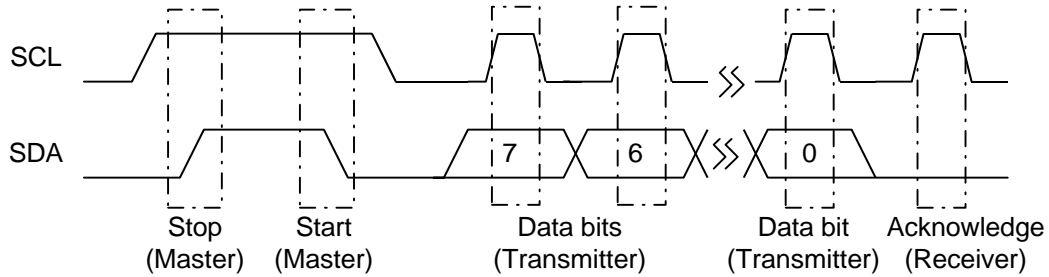 SCL
SDA
7 6 0
Stop Start Data bits Data bit Acknowledge
(Master) (Master) (Transmitter) (Transmitter) (Receiver)